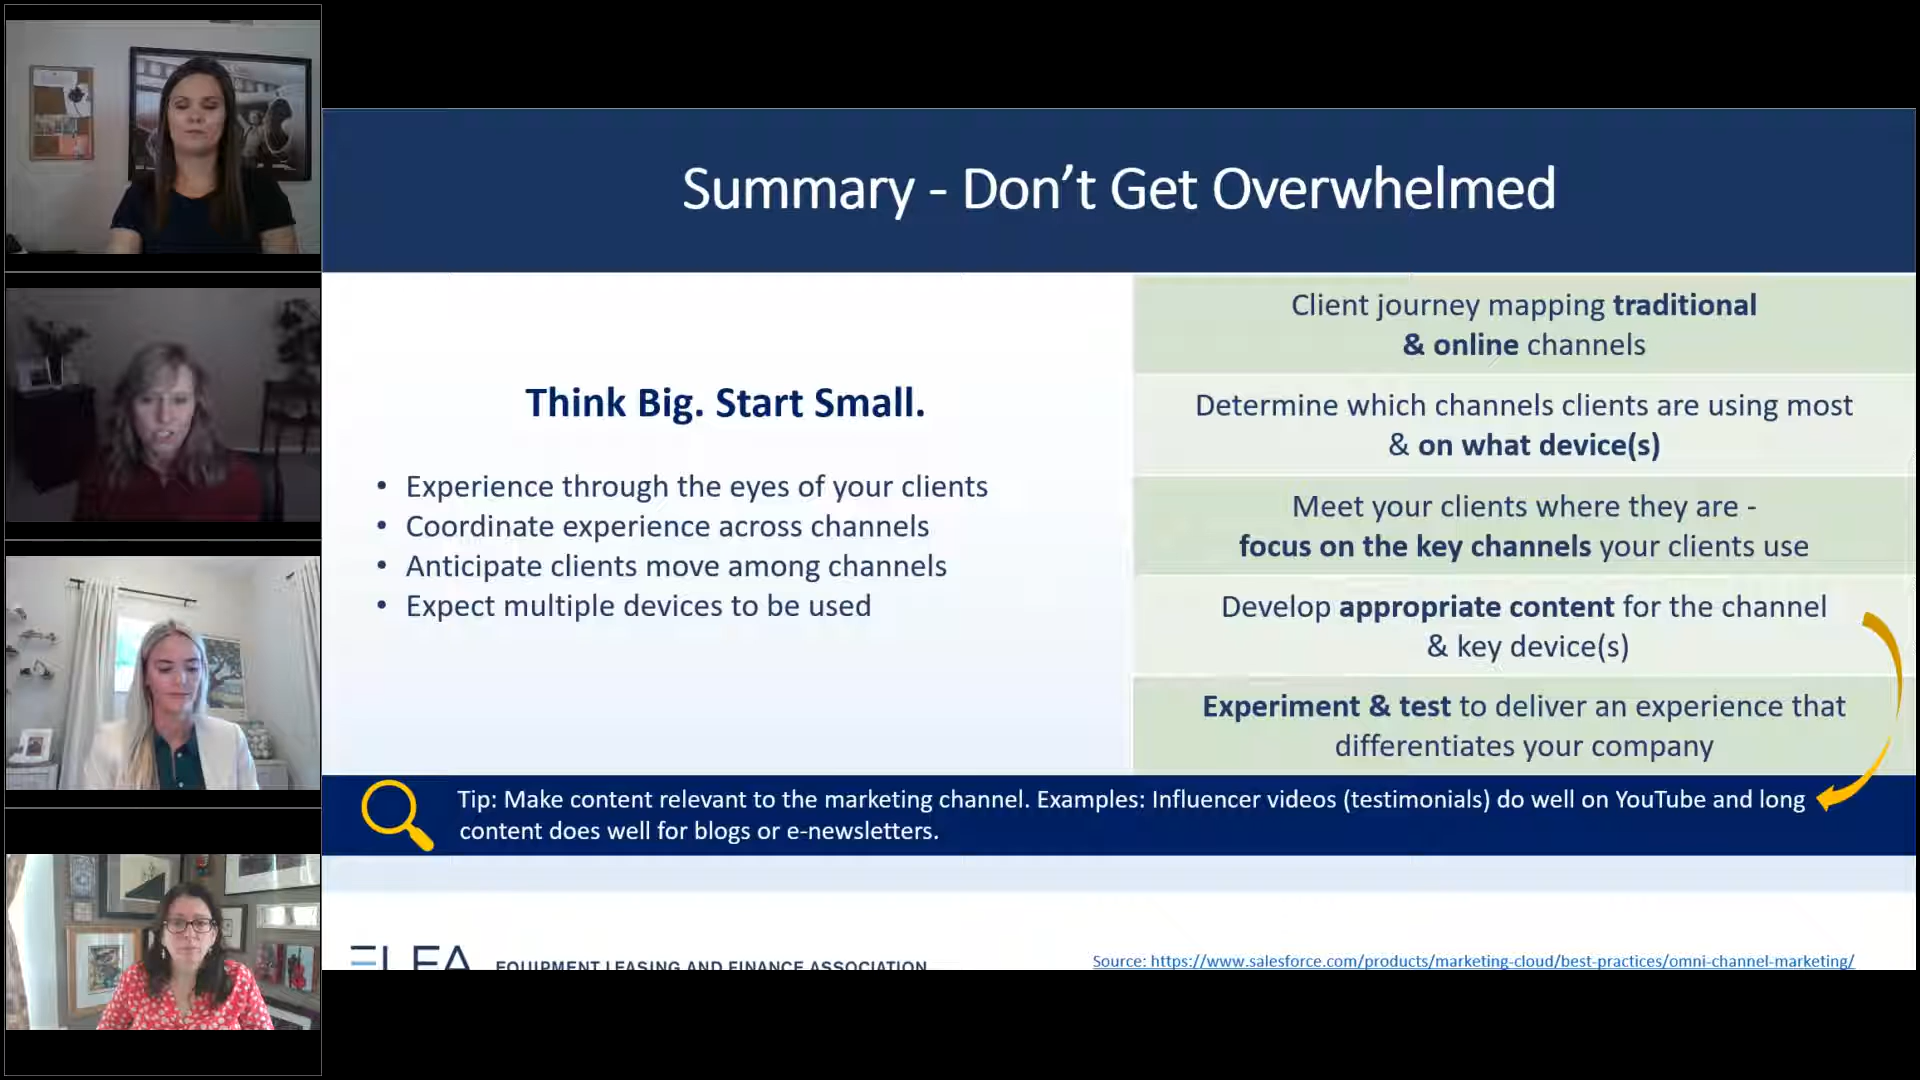 Summary - Don't Get Overwhelmed
Think Big. Start Small.
• Experience through the eyes of your clients
• Coordinate experience across channels
• Anticipate clients move among channels
• Expect multiple devices to be used
Client journey mapping traditional
& online channels
Determine which channels clients are using most
& on what device(s)
Meet your clients where they are -
focus on the key channels your clients use
Develop appropriate content for the channel
& key device(s)
Experiment & test to deliver an experience that
differentiates your company
Tip: Make content relevant to the marketing channel. Examples: Influencer videos (testimonials) do well on YouTube and long
content does well for blogs or e-newsletters.
ELFA EQUIPMENT LEASING AND FINANCE ASSOCIATION
Source: https://www.salesforce.com/products/marketing-cloud/best-practices/omni-channel-marketing/